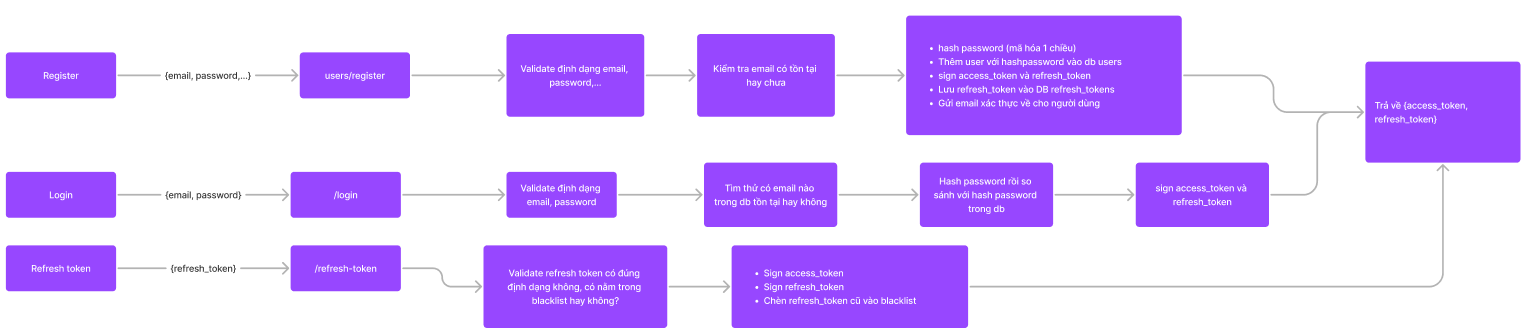 Register
{email, password,...}
users/register
Validate định dạng email,
password,...
Kiểm tra email có tồn tại
hay chưa
• hash password (mã hóa 1 chiều)
• Thêm user với hashpassword vào db users
• sign access_token và refresh_token
• Lưu refresh_token vào DB refresh_tokens
• Gửi email xác thực về cho người dùng
Trả về {access_token,
refresh_token}
Login
{email, password}
/login
Validate định dạng
email, password
Tìm thử có email nào
trong db tồn tại hay không
Hash password rồi so
sánh với hash password
trong db
sign access_token và
refresh_token
Refresh token
{refresh_token}
/refresh-token
Validate refresh token có đúng
định dạng không, có nằm trong
blacklist hay không?
• Sign access_token
• Sign refresh_token
• Chèn refresh_token cũ vào blacklist